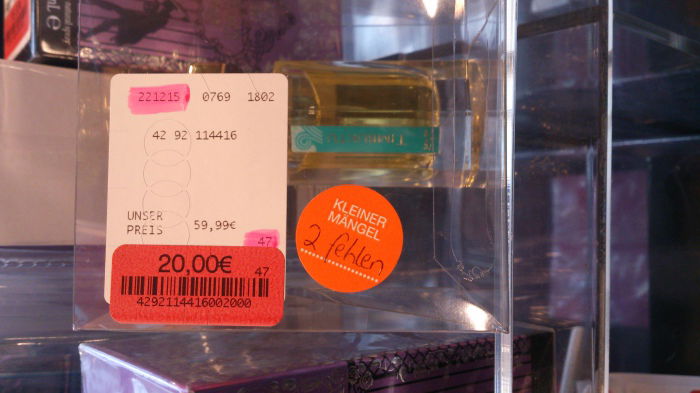 221215 0769 1802
42 92 114416
UNSER
PREIS 59,99€
47
20,00€
47
4292114416002000
KLEINER
MÄNGEL
2 fehlen